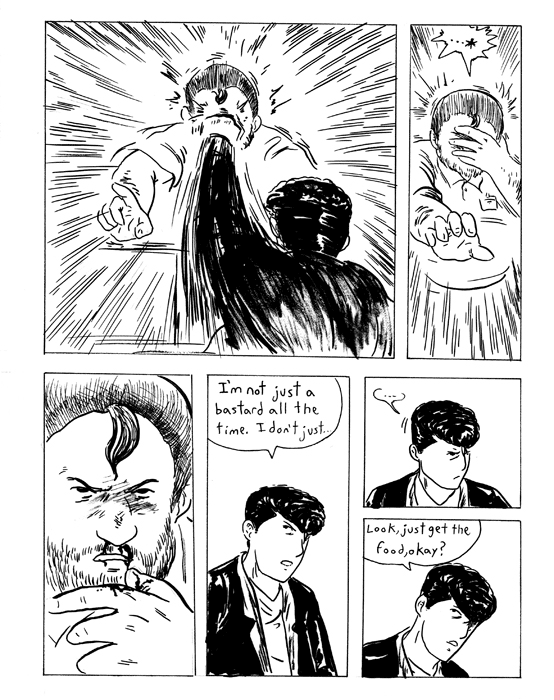 ....*
I'm not just a
bastard all the
time. I don't just...
C...
Look, just get the
food, okay?